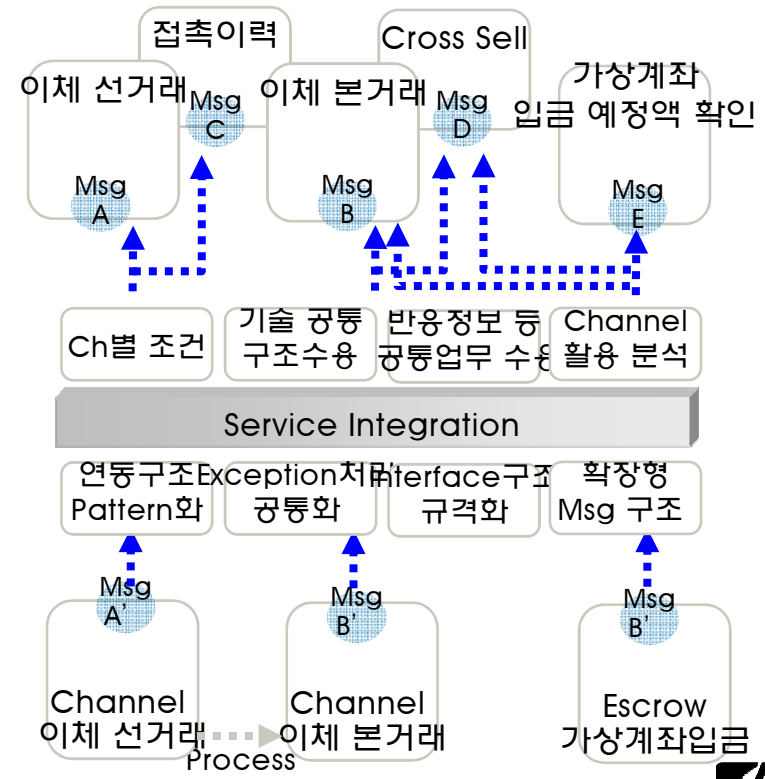 접촉이력
Cross Sell
이체 선거래
Msg
C
이체 본거래
Msg
D
가상계좌
입금 예정액 확인
Msg
A
Msg
B
Msg
E
Ch별 조건
기술 공통
구조수용
반응정보 등
공통업무 수용
Channel
활용 분석
Service Integration
연동구조
Pattern화
Exception처리
공통화
Interface구조
규격화
확장형
Msg 구조
Msg
A’
Msg
B’
Msg
B’
Channel
이체 선거래
Process
Channel
이체 본거래
Escrow
가상계좌입금